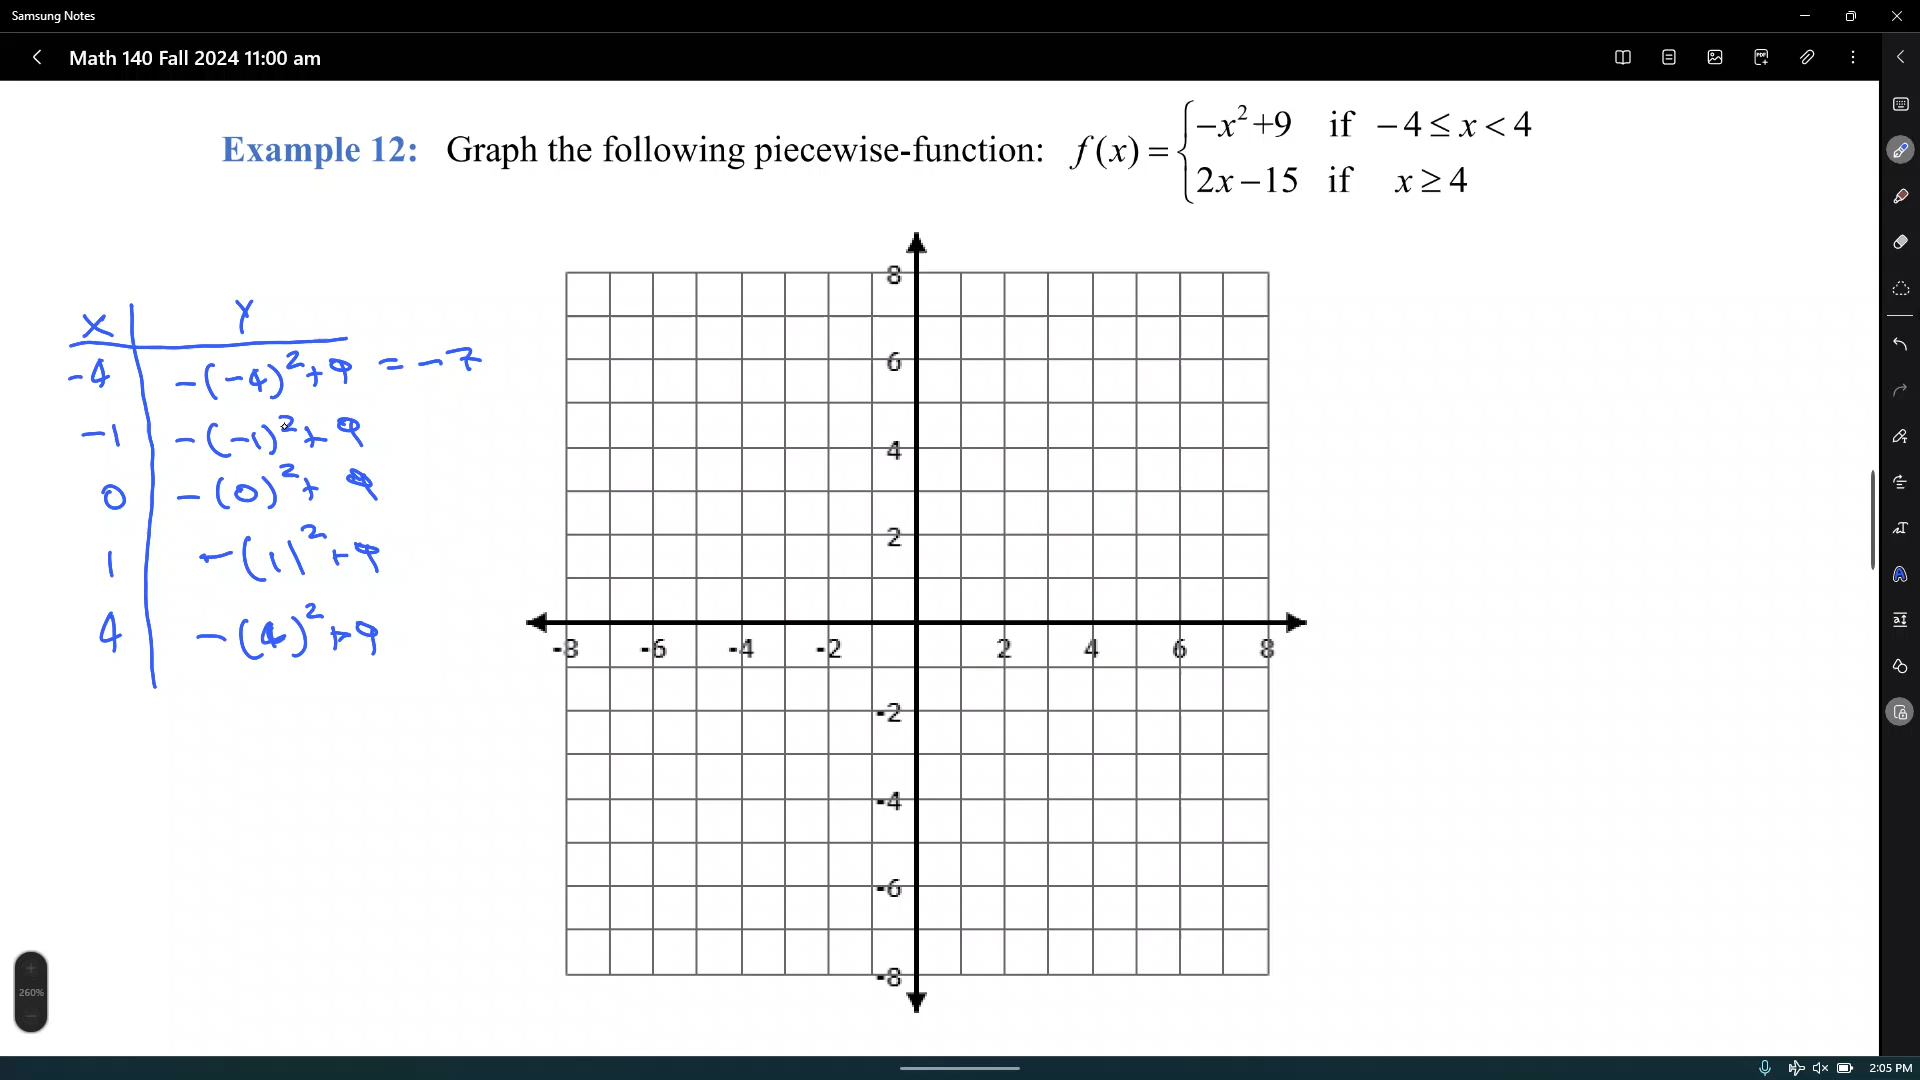 Samsung Notes
Math 140 Fall 2024 11:00 am
Example 12: Graph the following piecewise-function: f(x) = { -x²+9 if -4 ≤ x < 4
2x-15 if x ≥ 4
x | y
-4 | -(-4)²+9 = -7
-1 | -(-1)²+9
0 | -(0)²+9
1 | -(1)²+9
4 | -(4)²+9
8
6
4
2
-8 -6 -4 -2 2 4 6 8
-2
-4
-6
-8
260%
2:05 PM